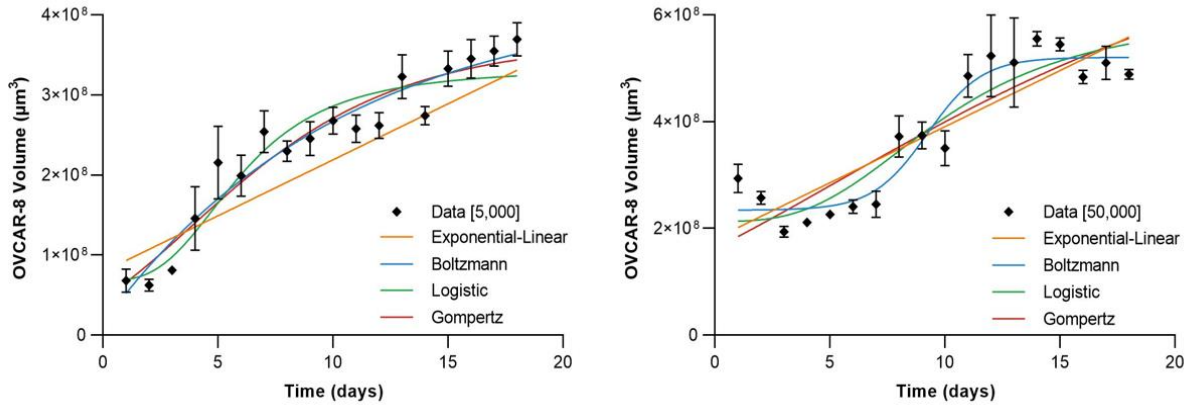 OVCAR-8 Volume (µm³)
4×10⁸
3×10⁸
2×10⁸
1×10⁸
0
0 5 10 15 20
Time (days)
Data [5,000]
Exponential-Linear
Boltzmann
Logistic
Gompertz
OVCAR-8 Volume (µm³)
6×10⁸
4×10⁸
2×10⁸
0
0 5 10 15 20
Time (days)
Data [50,000]
Exponential-Linear
Boltzmann
Logistic
Gompertz